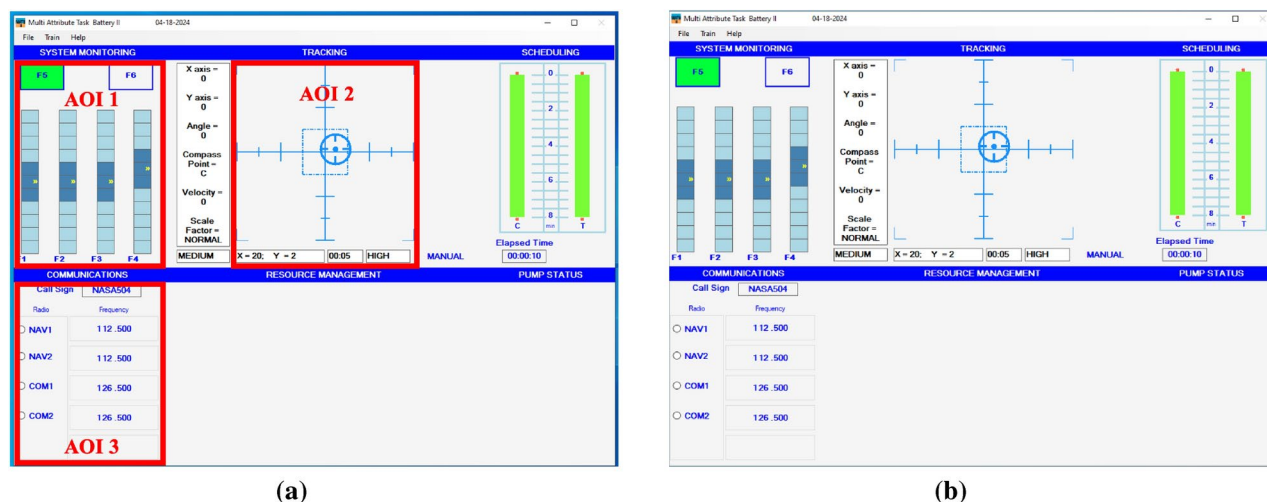 Multi Attribute Task Battery II 04-18-2024
File Train Help
SYSTEM MONITORING TRACKING SCHEDULING
F5 F6
AOI 1
1 F2 F3 F4
X axis =
0
Y axis =
0
Angle =
0
Compass
Point =
C
Velocity =
0
Scale
Factor =
NORMAL
MEDIUM
AOI 2
X = 20; Y = 2 00:05 HIGH
MANUAL
0
2
4
6
8
C min T
Elapsed Time
00:00:10
COMMUNICATIONS RESOURCE MANAGEMENT PUMP STATUS
Call Sign NASA504
Radio Frequency
NAV1 112.500
NAV2 112.500
COM1 126.500
COM2 126.500
AOI 3
(a)
Multi Attribute Task Battery II 04-18-2024
File Train Help
SYSTEM MONITORING TRACKING SCHEDULING
F5 F6
F1 F2 F3 F4
X axis =
0
Y axis =
0
Angle =
0
Compass
Point =
C
Velocity =
0
Scale
Factor =
NORMAL
MEDIUM
X = 20; Y = 2 00:05 HIGH
MANUAL
0
2
4
6
8
C min T
Elapsed Time
00:00:10
COMMUNICATIONS RESOURCE MANAGEMENT PUMP STATUS
Call Sign NASA504
Radio Frequency
NAV1 112.500
NAV2 112.500
COM1 126.500
COM2 126.500
(b)